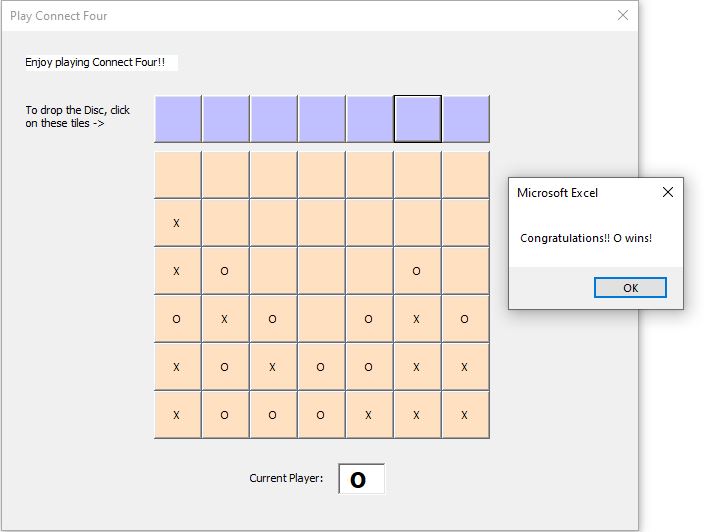 Play Connect Four
Enjoy playing Connect Four!!
To drop the Disc, click
on these tiles ->
X
X O O
O X O O X O
X O X O O X X
X O O O X X X
Current Player: O
Microsoft Excel
Congratulations!! O wins!
OK